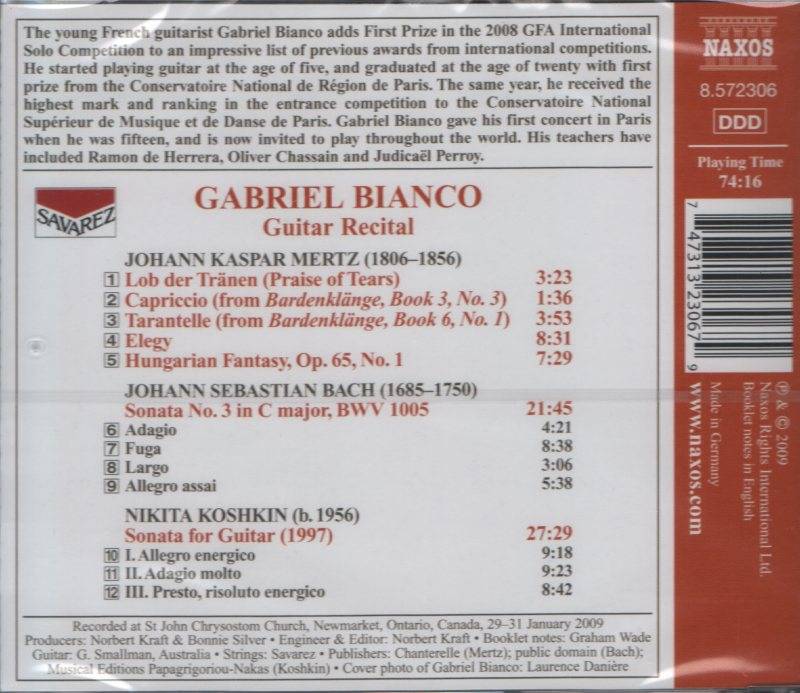 The young French guitarist Gabriel Bianco adds First Prize in the 2008 GFA International
Solo Competition to an impressive list of previous awards from international competitions.
He started playing guitar at the age of five, and graduated at the age of twenty with first
prize from the Conservatoire National de Région de Paris. The same year, he received the
highest mark and ranking in the entrance competition to the Conservatoire National
Supérieur de Musique et de Danse de Paris. Gabriel Bianco gave his first concert in Paris
when he was fifteen, and is now invited to play throughout the world. His teachers have
included Ramon de Herrera, Oliver Chassain and Judicaël Perroy.
SAVAREZ
GABRIEL BIANCO
Guitar Recital
JOHANN KASPAR MERTZ (1806–1856)
1 Lob der Tränen (Praise of Tears) 3:23
2 Capriccio (from Bardenklänge, Book 3, No. 3) 1:36
3 Tarantelle (from Bardenklänge, Book 6, No. 1) 3:53
4 Elegy 8:31
5 Hungarian Fantasy, Op. 65, No. 1 7:29
JOHANN SEBASTIAN BACH (1685–1750)
Sonata No. 3 in C major, BWV 1005 21:45
6 Adagio 4:21
7 Fuga 8:38
8 Largo 3:06
9 Allegro assai 5:38
NIKITA KOSHKIN (b. 1956)
Sonata for Guitar (1997) 27:29
10 I. Allegro energico 9:18
11 II. Adagio molto 9:23
12 III. Presto, risoluto energico 8:42
Recorded at St John Chrysostom Church, Newmarket, Ontario, Canada, 29–31 January 2009
Producers: Norbert Kraft & Bonnie Silver • Engineer & Editor: Norbert Kraft • Booklet notes: Graham Wade
Guitar: G. Smallman, Australia • Strings: Savarez • Publishers: Chanterelle (Mertz); public domain (Bach);
Musical Editions Papagrigoriou-Nakas (Koshkin) • Cover photo of Gabriel Bianco: Laurence Danière
NAXOS
8.572306
DDD
Playing Time
74:16
7 47313 23067 9
℗ & © 2009
Naxos Rights International Ltd.
Booklet notes in English
Made in Germany
www.naxos.com